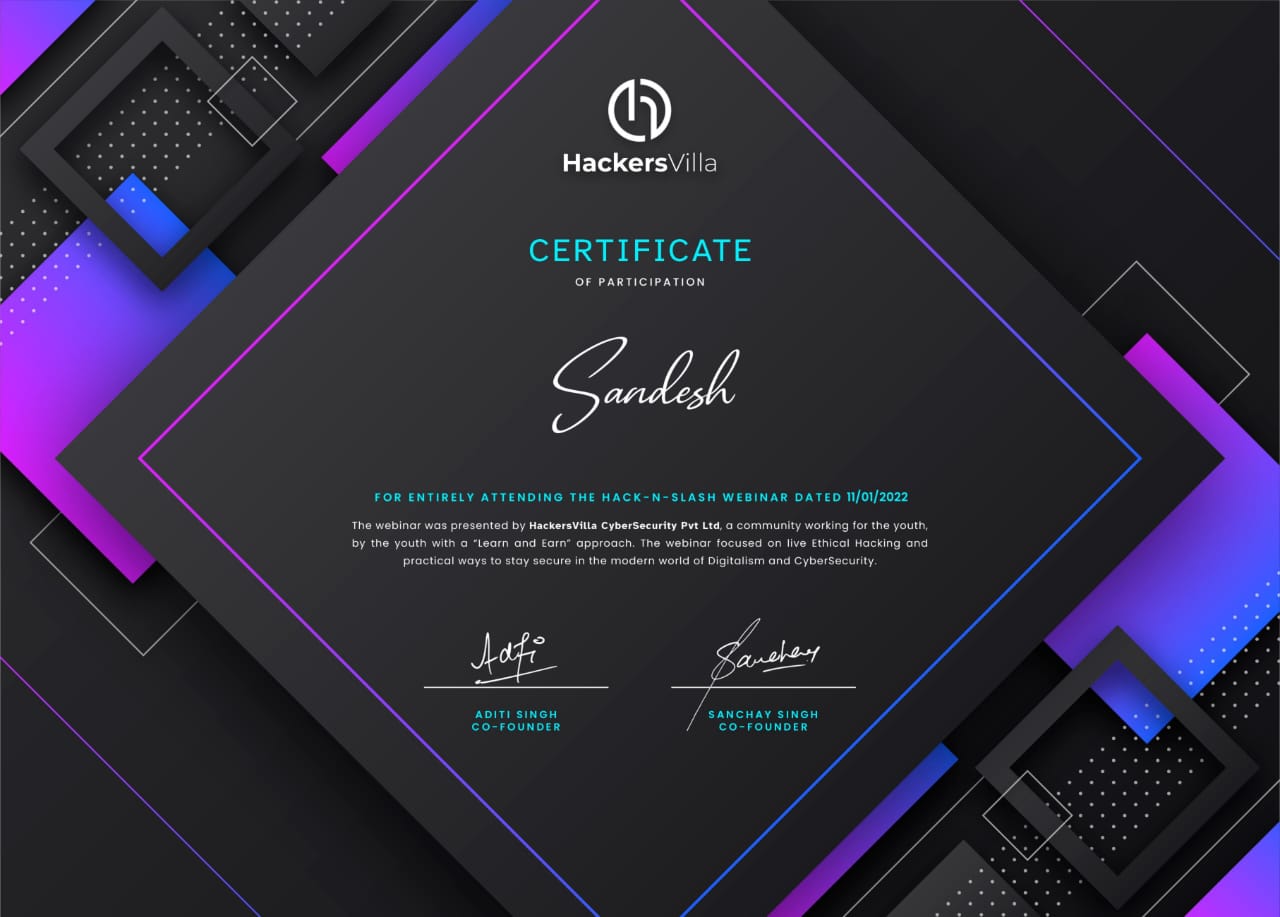 HackersVilla
CERTIFICATE
OF PARTICIPATION
Sandesh
FOR ENTIRELY ATTENDING THE HACK-N-SLASH WEBINAR DATED 11/01/2022
The webinar was presented by HackersVilla CyberSecurity Pvt Ltd, a community working for the youth,
by the youth with a “Learn and Earn” approach. The webinar focused on live Ethical Hacking and
practical ways to stay secure in the modern world of Digitalism and CyberSecurity.
ADITI SINGH
CO-FOUNDER
SANCHAY SINGH
CO-FOUNDER